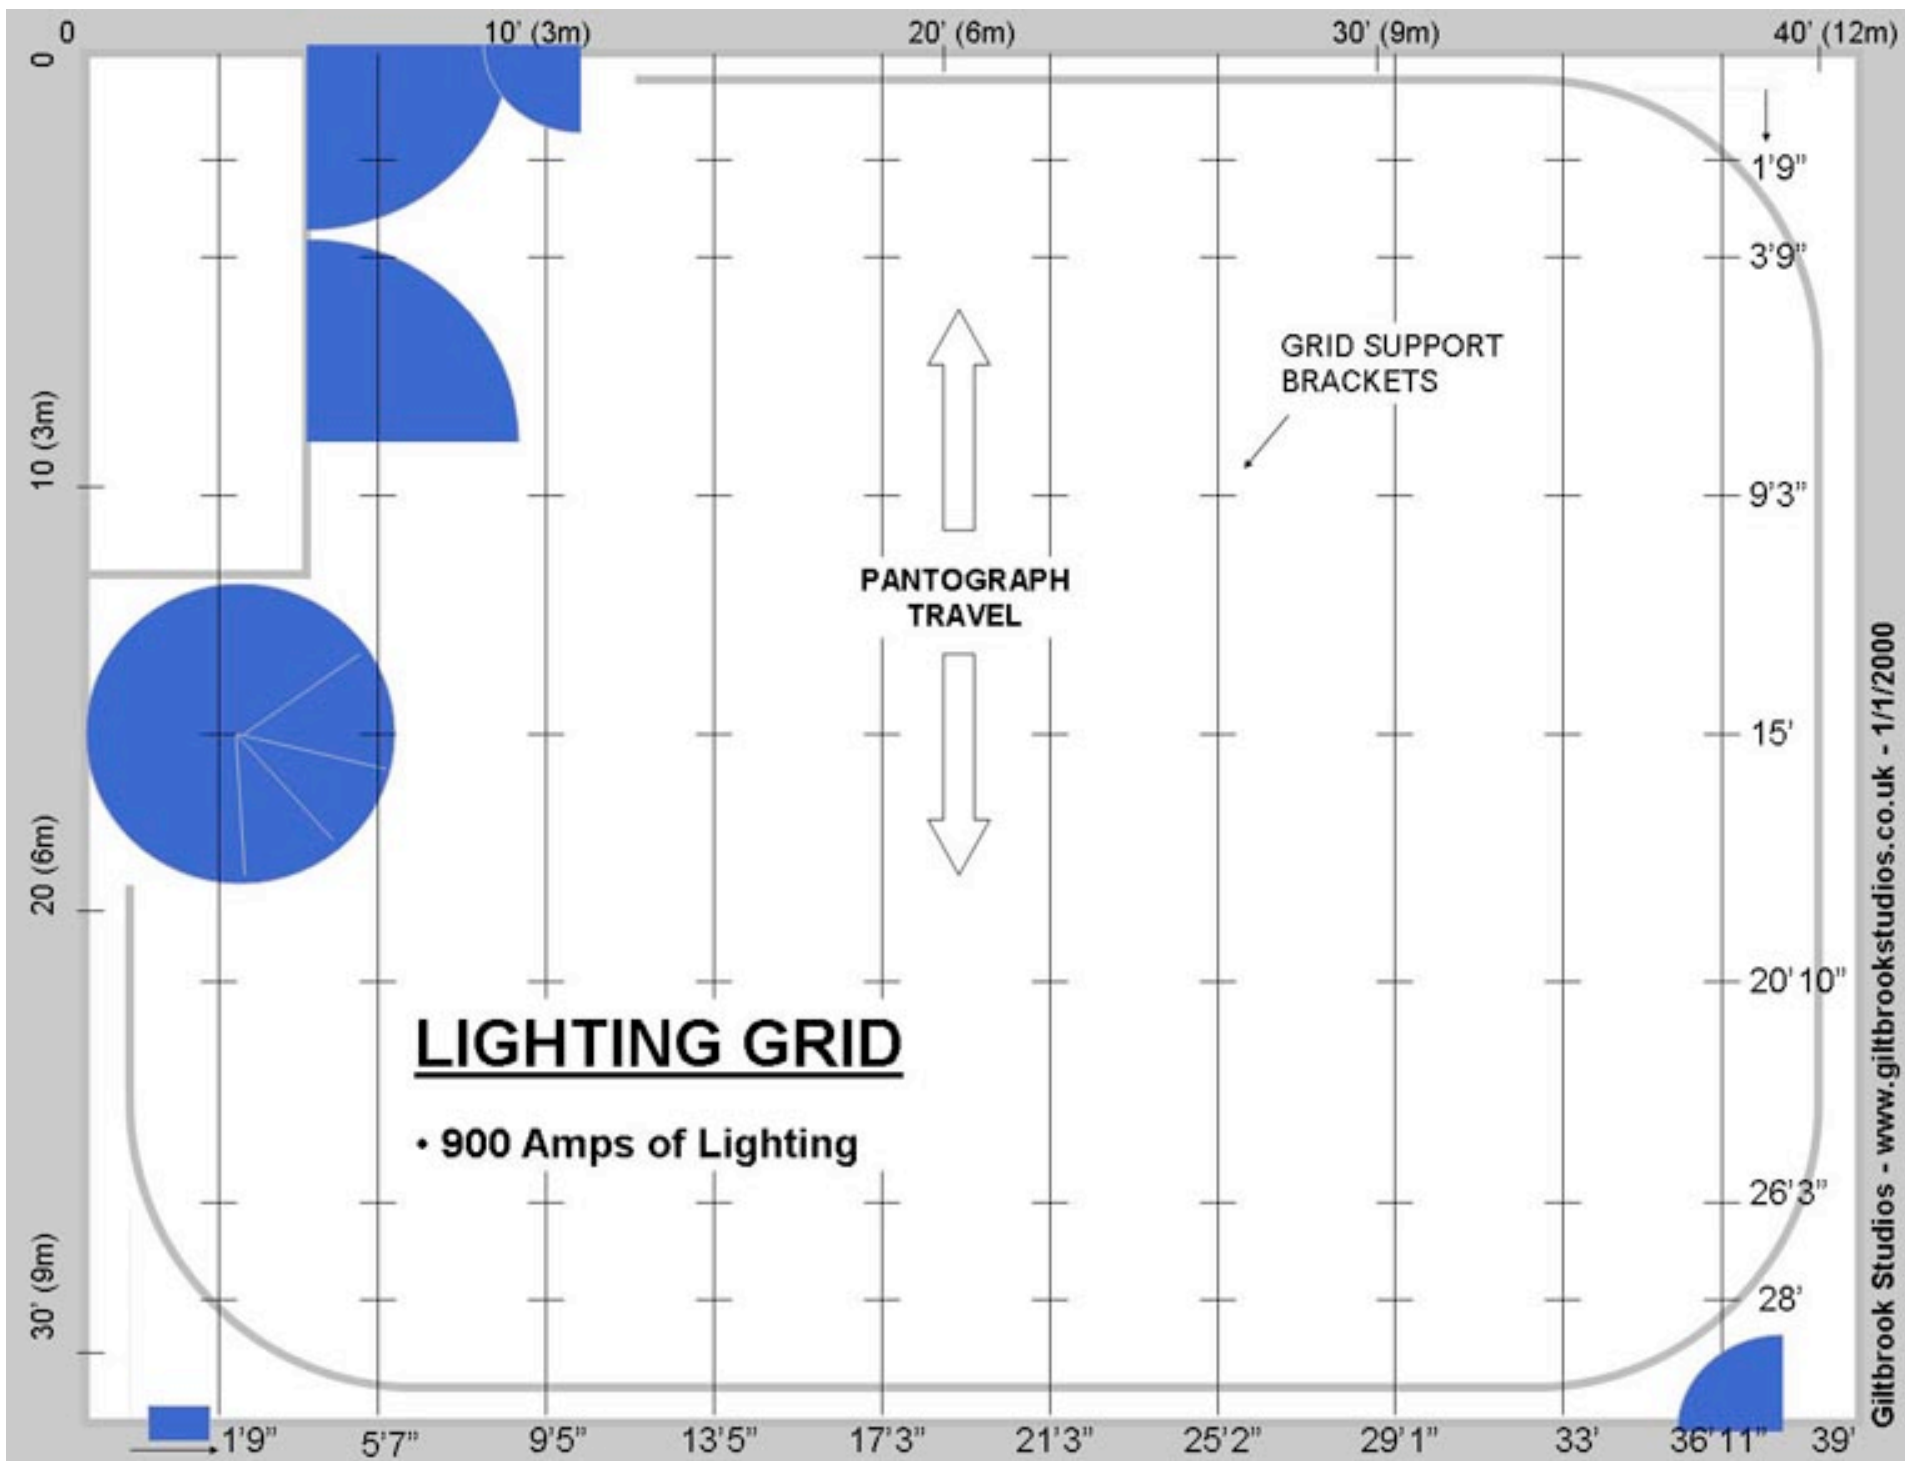 0
10' (3m)
20' (6m)
30' (9m)
40' (12m)
0
10 (3m)
20 (6m)
30' (9m)
1'9"
3'9"
GRID SUPPORT
BRACKETS
9'3"
PANTOGRAPH
TRAVEL
15'
20'10"
LIGHTING GRID
• 900 Amps of Lighting
26'3"
28'
1'9"
5'7"
9'5"
13'5"
17'3"
21'3"
25'2"
29'1"
33'
36'11"
39'
Giltbrook Studios - www.giltbrookstudios.co.uk - 1/1/2000